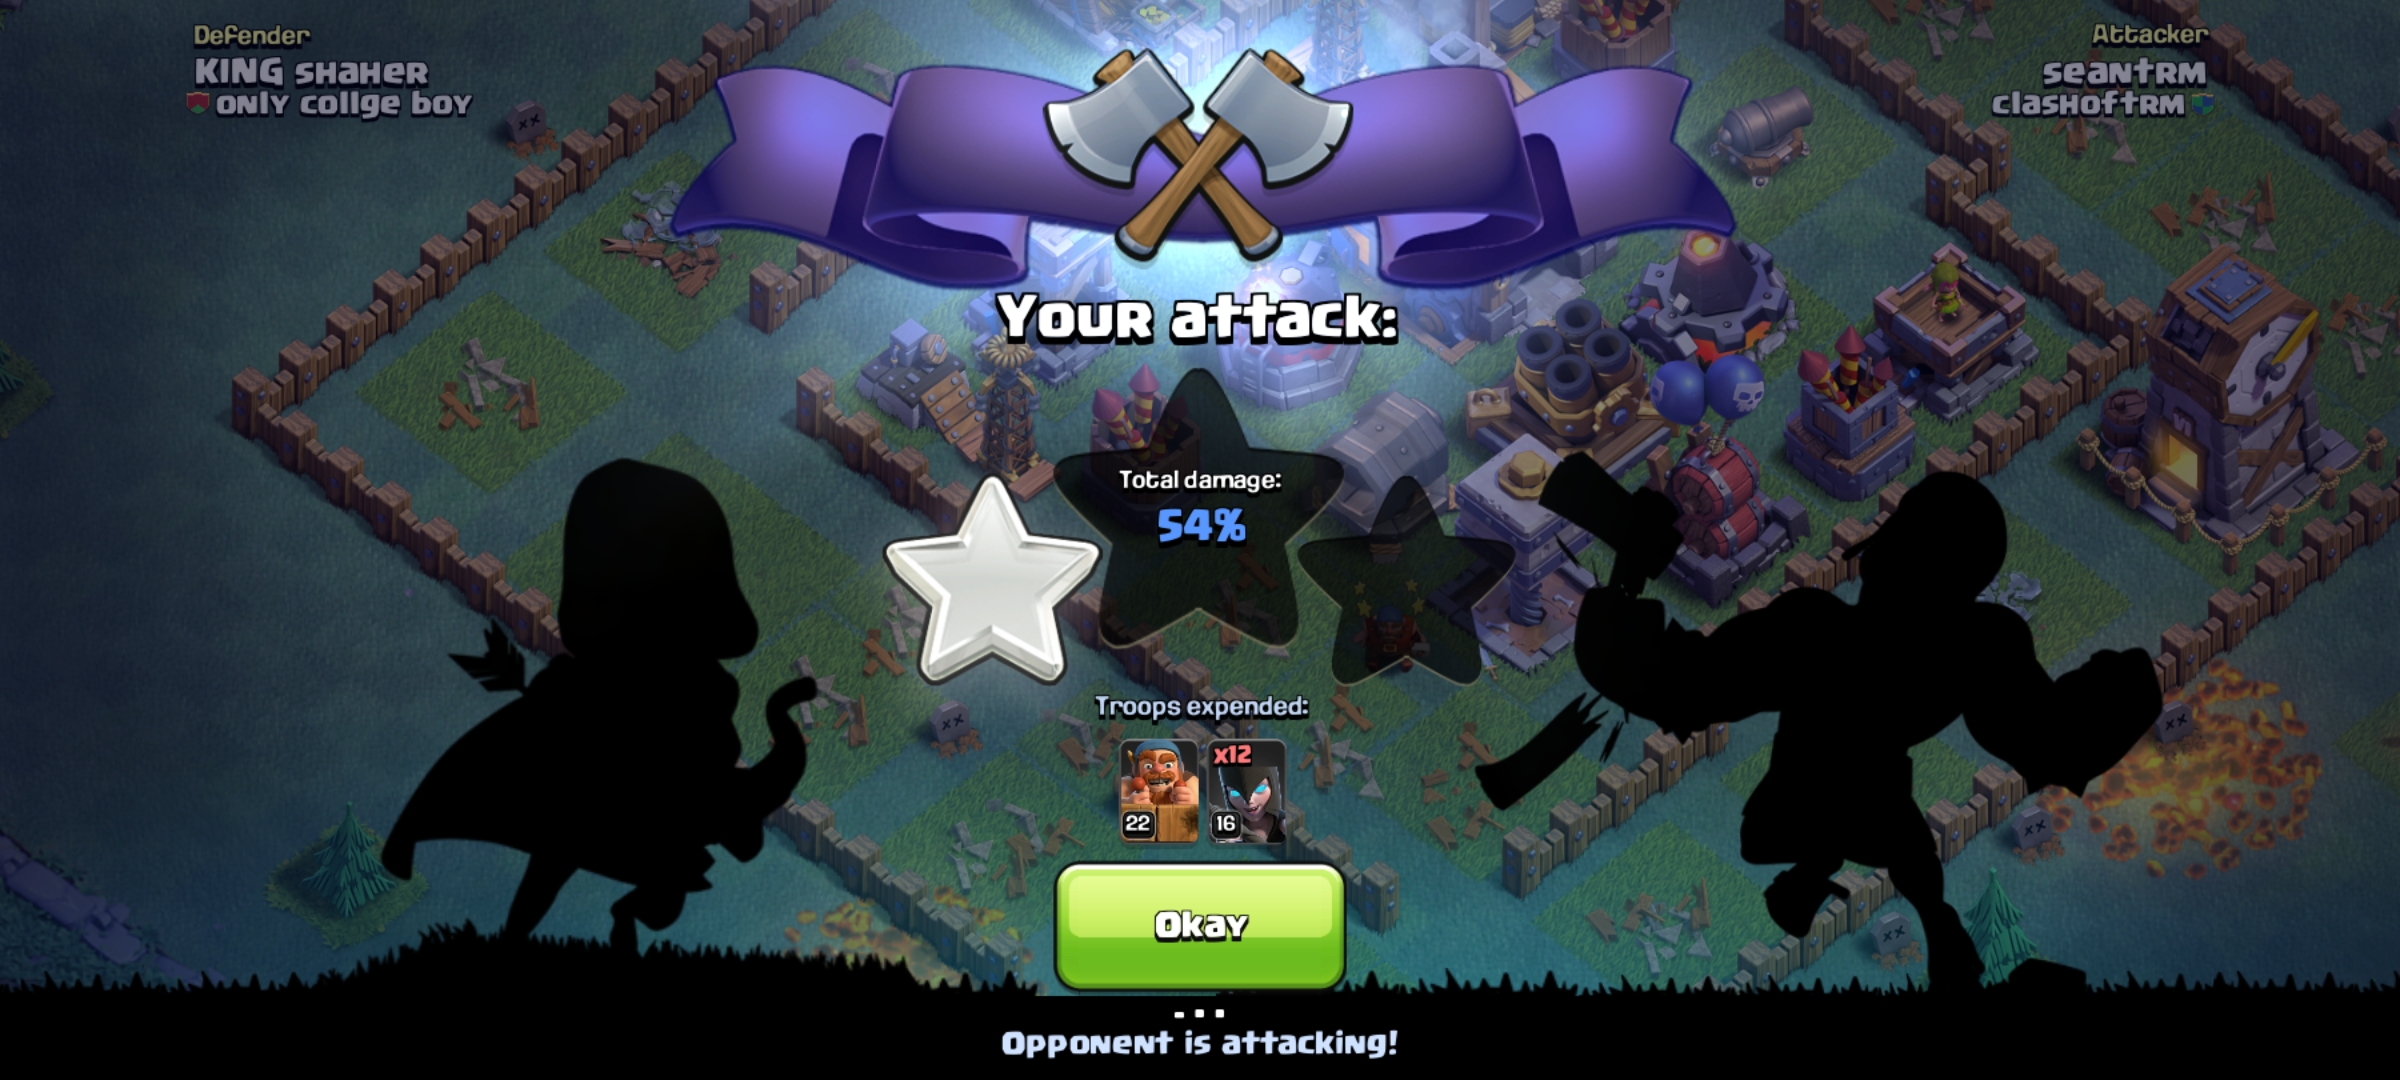 Defender
KING SHAHER
only collge boy
Attacker
seantRM
clashoftRM
Your attack:
Total damage:
54%
Troops expended:
x12
22
16
Okay
...
Opponent is attacking!